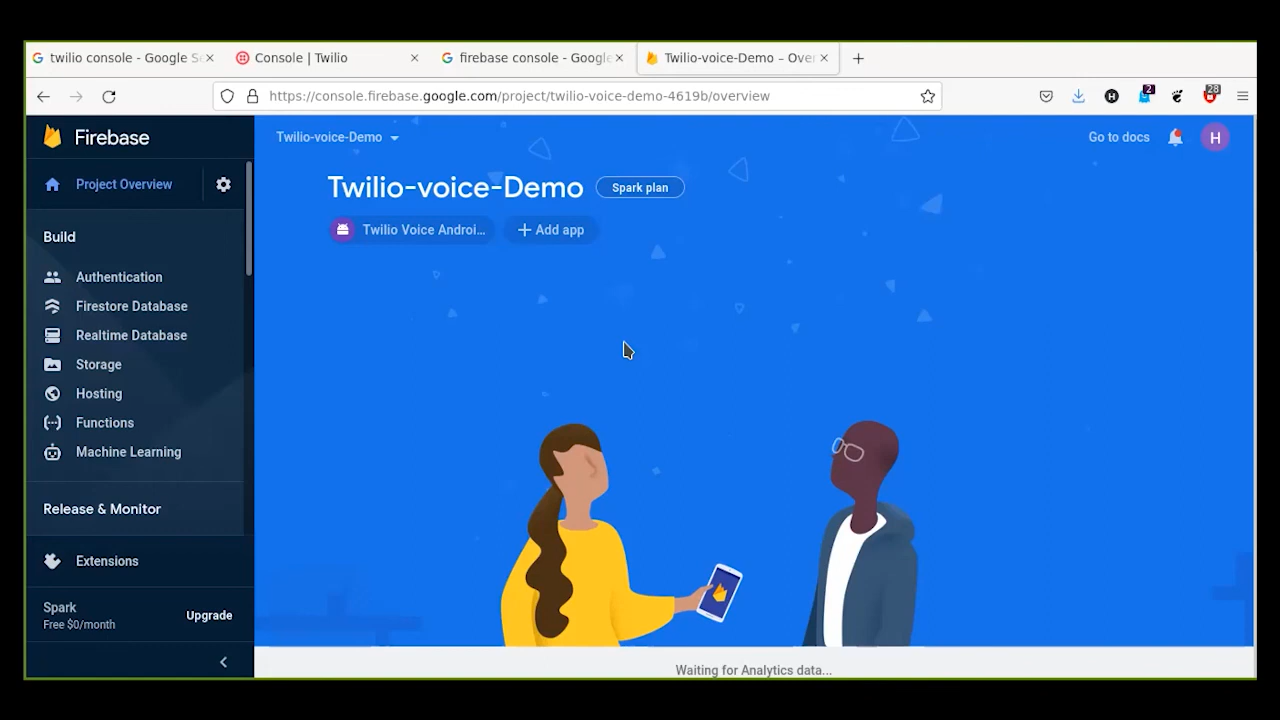 twilio console - Google S
Console | Twilio
firebase console - Google
Twilio-voice-Demo – Over
https://console.firebase.google.com/project/twilio-voice-demo-4619b/overview
2
H
28
Firebase
Twilio-voice-Demo
Go to docs
H
Project Overview
Twilio-voice-Demo
Spark plan
Twilio Voice Androi...
Add app
Build
Authentication
Firestore Database
Realtime Database
Storage
Hosting
Functions
Machine Learning
Release & Monitor
Extensions
Spark
Free $0/month
Upgrade
Waiting for Analytics data...